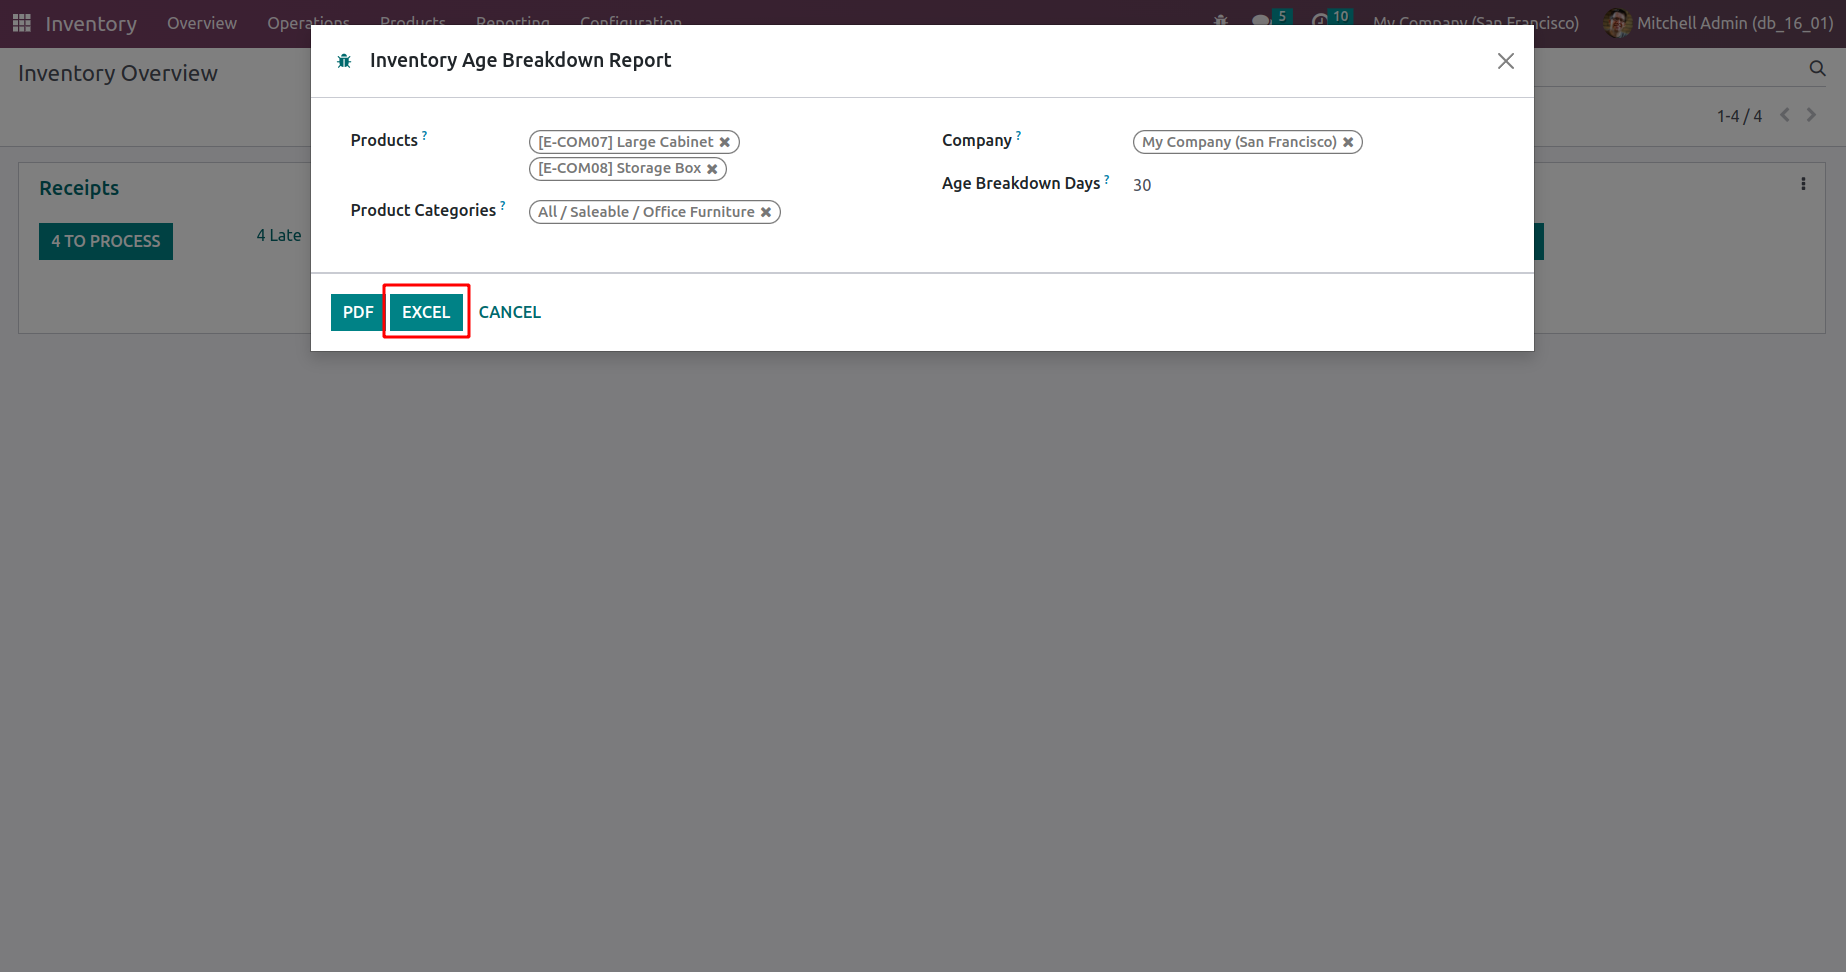 Inventory Overview Operations Products Reporting Configuration 5 10 My Company (San Francisco) Mitchell Admin (db_16_01)
Inventory Overview
Inventory Age Breakdown Report
1-4 / 4
Products ? [E-COM07] Large Cabinet ✖ Company ? My Company (San Francisco) ✖
[E-COM08] Storage Box ✖
Age Breakdown Days ? 30
Product Categories ? All / Saleable / Office Furniture ✖
Receipts
4 TO PROCESS 4 Late
PDF EXCEL CANCEL